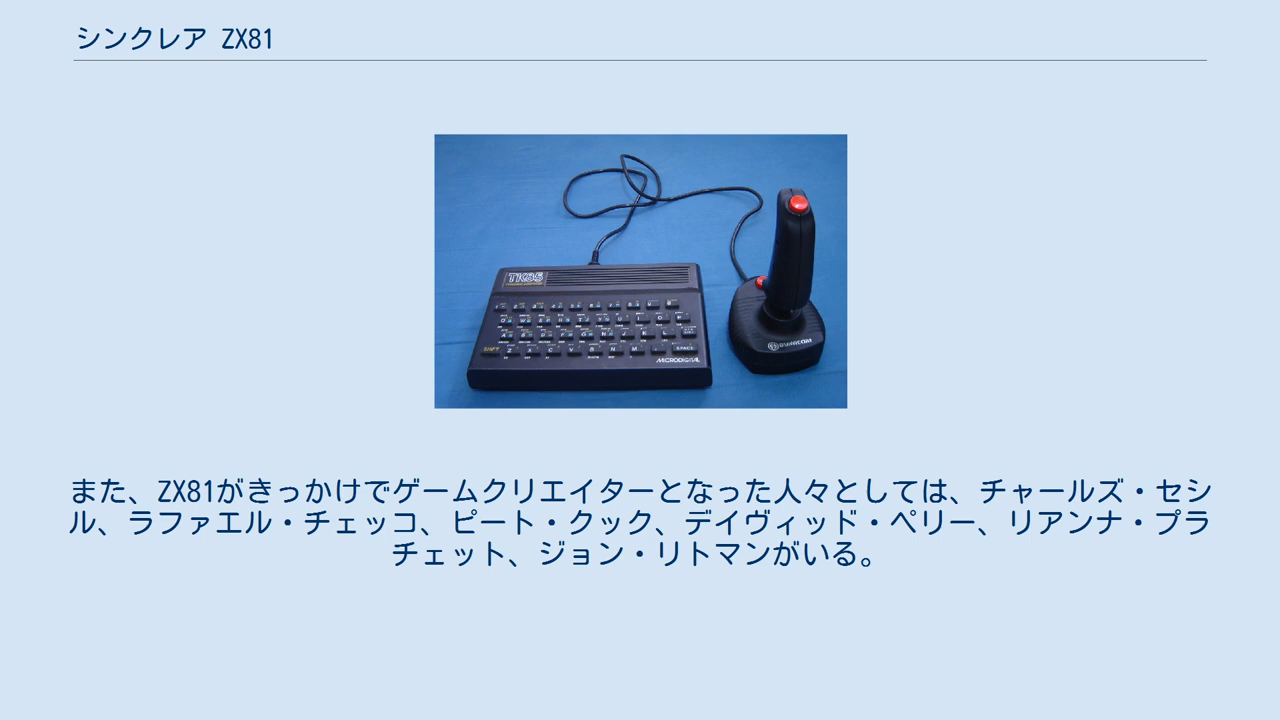 シンクレア ZX81
TK85
MICRODIGITAL
また、ZX81がきっかけでゲームクリエイターとなった人々としては、チャールズ・セシ
ル、ラファエル・チェッコ、ピート・クック、デイヴィッド・ペリー、リアンナ・プラ
チェット、ジョン・リトマンがいる。